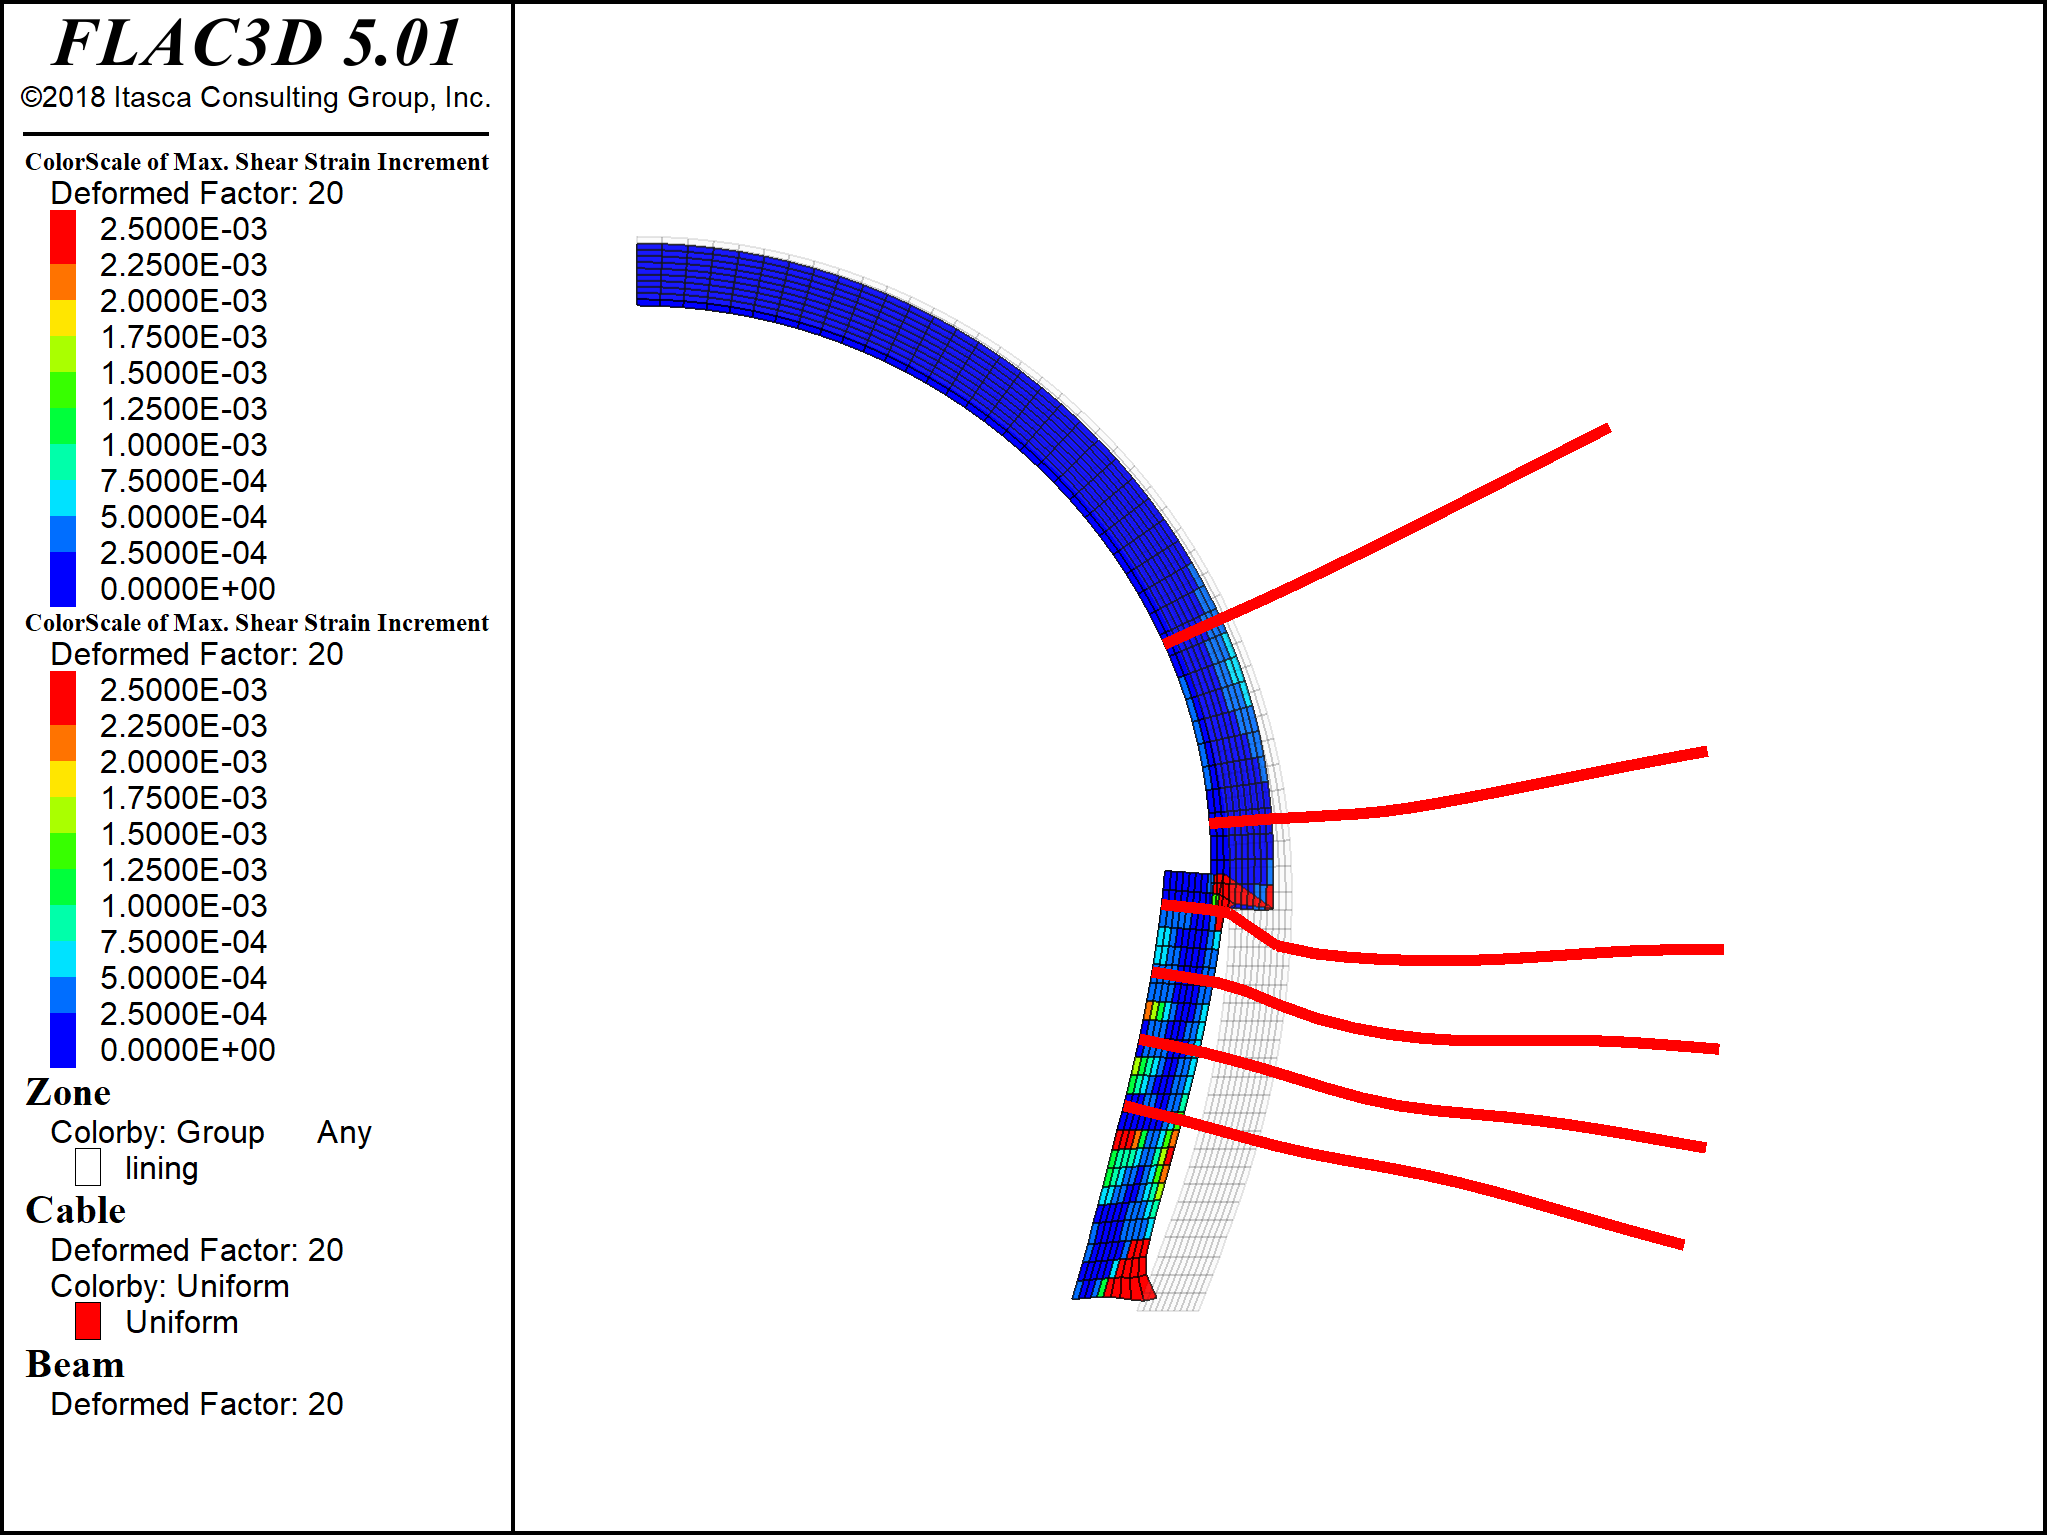 FLAC3D 5.01
©2018 Itasca Consulting Group, Inc.
ColorScale of Max. Shear Strain Increment
Deformed Factor: 20
2.5000E-03
2.2500E-03
2.0000E-03
1.7500E-03
1.5000E-03
1.2500E-03
1.0000E-03
7.5000E-04
5.0000E-04
2.5000E-04
0.0000E+00
ColorScale of Max. Shear Strain Increment
Deformed Factor: 20
2.5000E-03
2.2500E-03
2.0000E-03
1.7500E-03
1.5000E-03
1.2500E-03
1.0000E-03
7.5000E-04
5.0000E-04
2.5000E-04
0.0000E+00
Zone
Colorby: Group Any
lining
Cable
Deformed Factor: 20
Colorby: Uniform
Uniform
Beam
Deformed Factor: 20